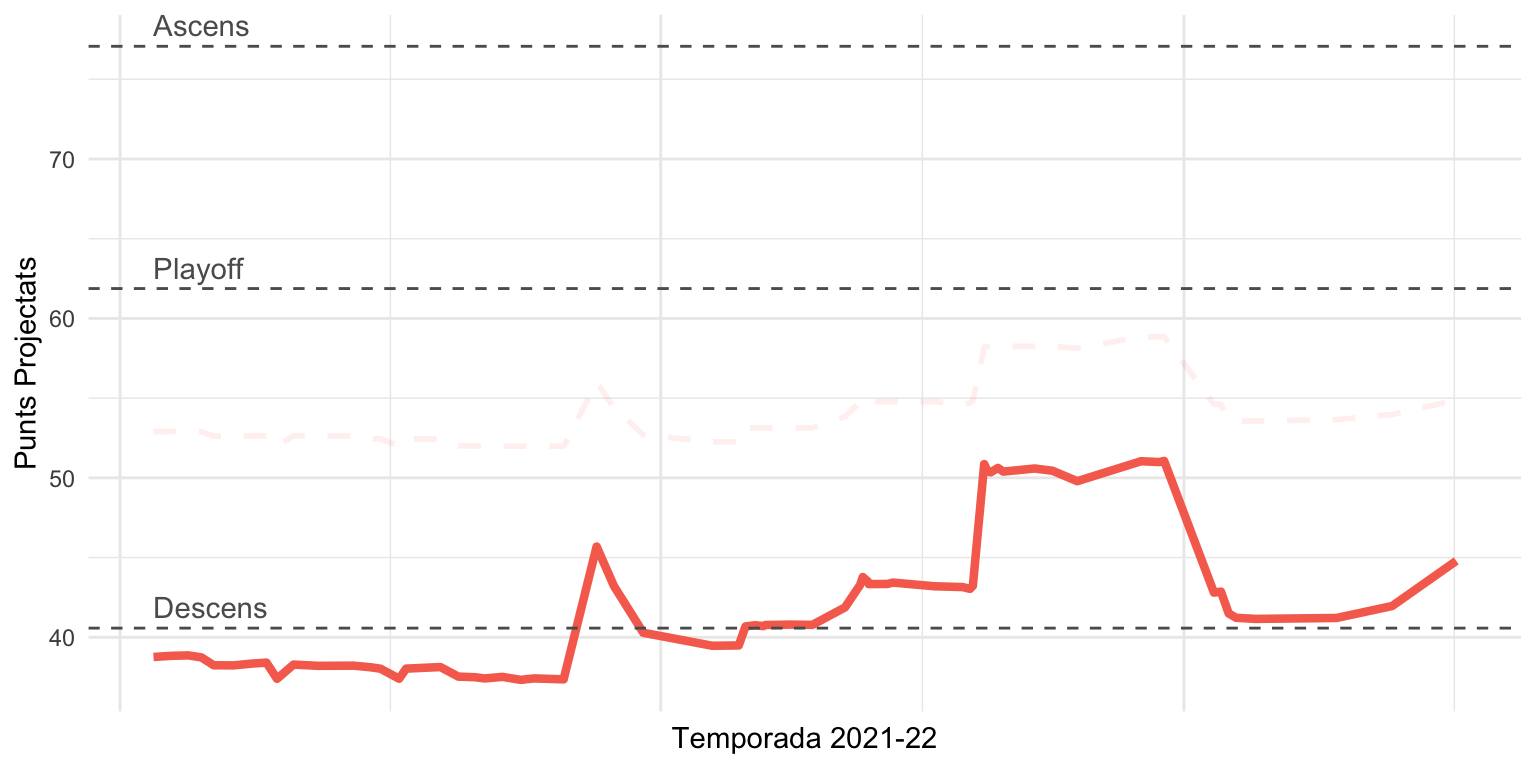 Ascens
70
Playoff
60
50
Descens
40
Punts Projectats
Temporada 2021-22